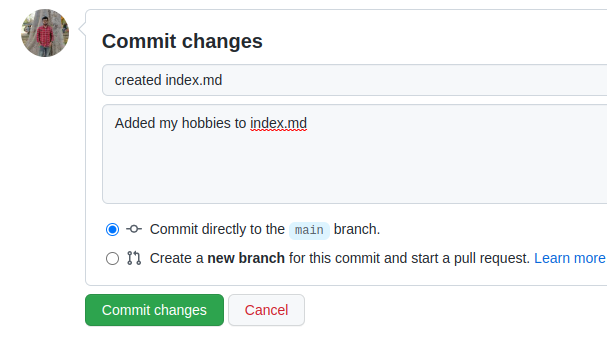 Commit changes
created index.md
Added my hobbies to index.md
Commit directly to the main branch.
Create a new branch for this commit and start a pull request. Learn more
Commit changes
Cancel